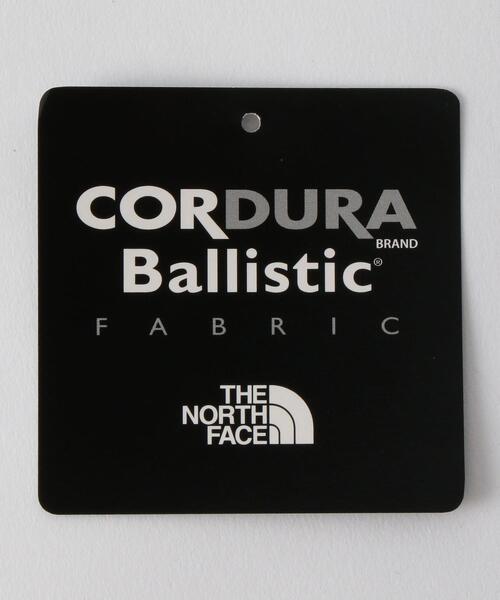 CORDURA
BRAND
Ballistic®
FABRIC
THE
NORTH
FACE